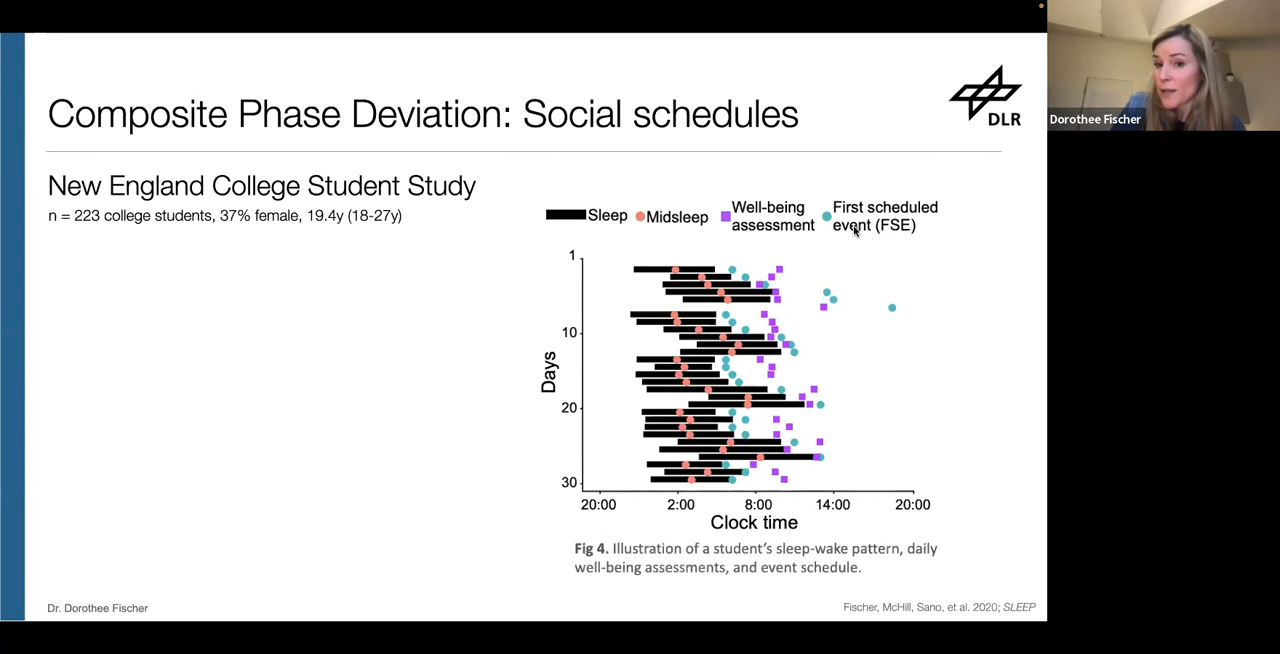 Composite Phase Deviation: Social schedules
DLR
Dorothee Fischer
New England College Student Study
n = 223 college students, 37% female, 19.4y (18-27y)
Sleep
Midsleep
Well-being
assessment
First scheduled
event (FSE)
1
10
20
30
Days
20:00 2:00 8:00 14:00 20:00
Clock time
Fig 4. Illustration of a student’s sleep-wake pattern, daily
well-being assessments, and event schedule.
Dr. Dorothee Fischer
Fischer, McHill, Sano, et al. 2020; SLEEP